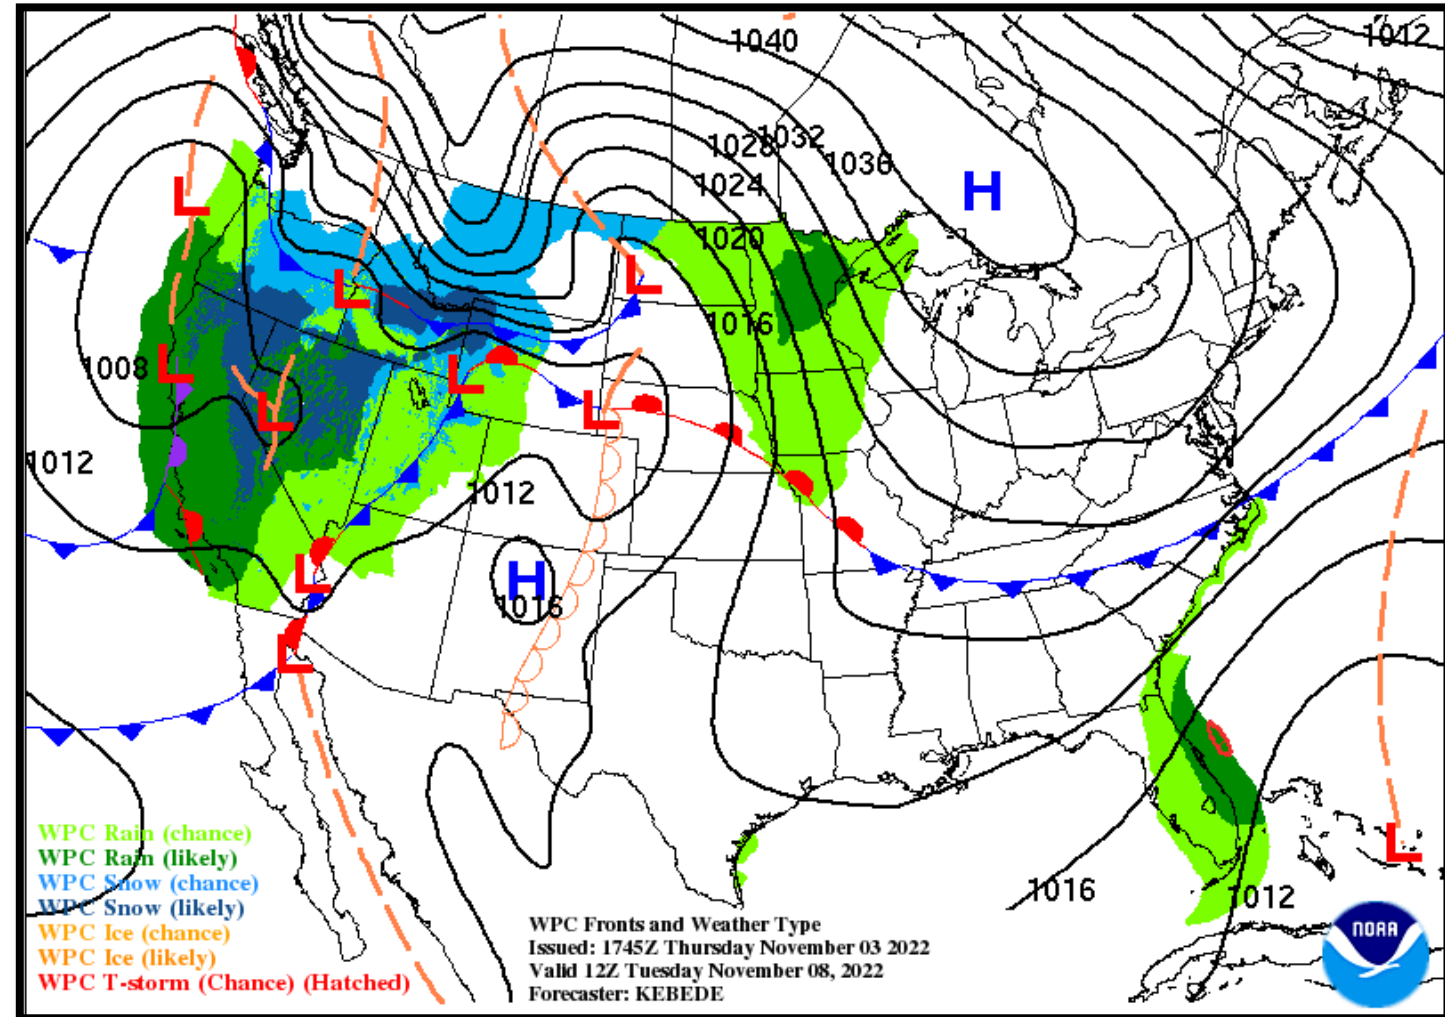 1040
1012
1028
1032
1036
1024
H
L
1020
L
L
1016
1008
L
L
L
L
1012
1012
L
H
1016
L
WPC Rain (chance)
WPC Rain (likely)
WPC Snow (chance)
WPC Snow (likely)
WPC Ice (chance)
WPC Ice (likely)
WPC T-storm (Chance) (Hatched)
WPC Fronts and Weather Type
Issued: 1745Z Thursday November 03 2022
Valid 12Z Tuesday November 08, 2022
Forecaster: KEBEDE
L
1016
1012
NOAA